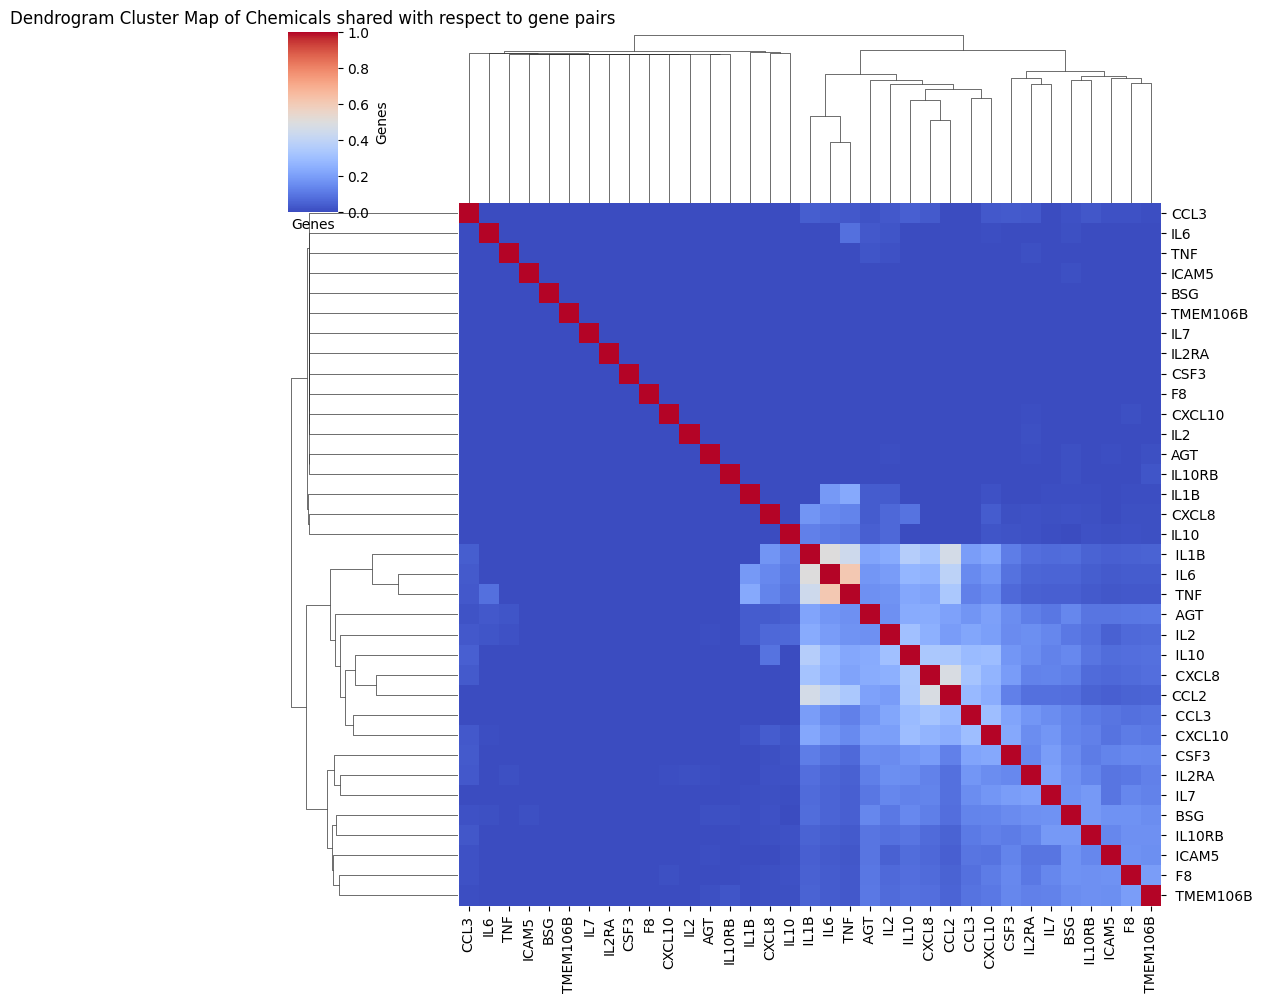 Dendrogram Cluster Map of Chemicals shared with respect to gene pairs
1.0
0.8
0.6
0.4
0.2
0.0
Genes
Genes
CCL3
IL6
TNF
ICAM5
BSG
TMEM106B
IL7
IL2RA
CSF3
F8
CXCL10
IL2
AGT
IL10RB
IL1B
CXCL8
IL10
IL1B
IL6
TNF
AGT
IL2
IL10
CXCL8
CCL2
CCL3
CXCL10
CSF3
IL2RA
IL7
BSG
IL10RB
ICAM5
F8
TMEM106B
CCL3
IL6
TNF
ICAM5
BSG
TMEM106B
IL7
IL2RA
CSF3
F8
CXCL10
IL2
AGT
IL10RB
IL1B
CXCL8
IL10
IL1B
IL6
TNF
AGT
IL2
IL10
CXCL8
CCL2
CCL3
CXCL10
CSF3
IL2RA
IL7
BSG
IL10RB
ICAM5
F8
TMEM106B